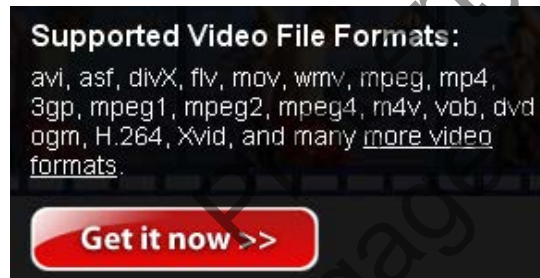 Supported Video File Formats:
avi, asf, divX, flv, mov, wmv, mpeg, mp4,
3gp, mpeg1, mpeg2, mpeg4, m4v, vob, dvd
ogm, H.264, Xvid, and many more video
formats.
Get it now >>